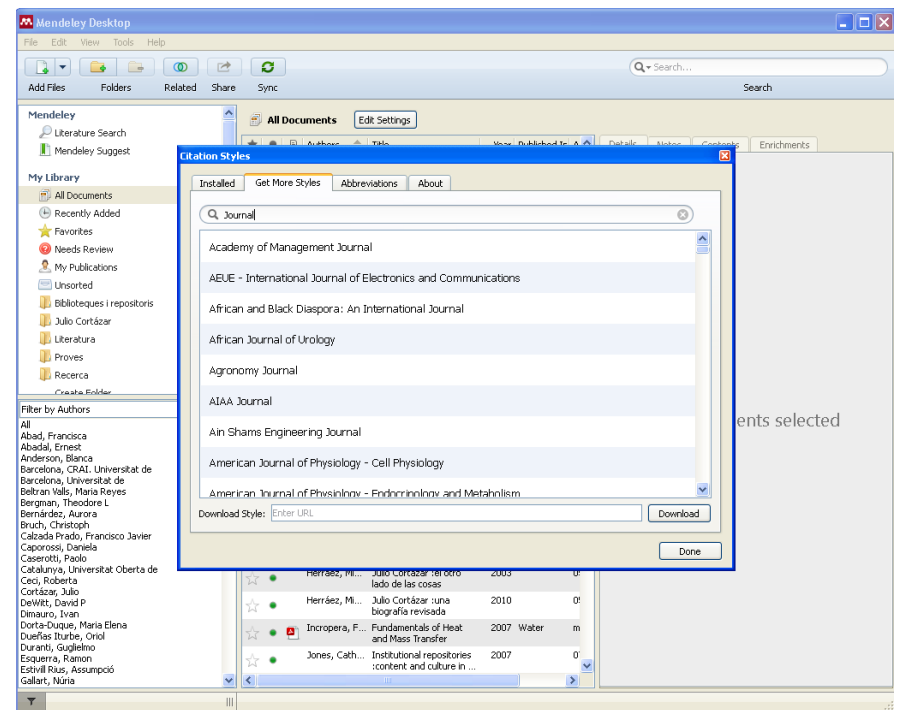 Mendeley Desktop
File Edit View Tools Help
Search...
Add Files Folders Related Share Sync Search
Mendeley
Literature Search
Mendeley Suggest
My Library
All Documents
Recently Added
Favorites
Needs Review
My Publications
Unsorted
Biblioteques i repositoris
Julio Cortázar
Literatura
Proves
Recerca
Create Folder
Filter by Authors
All
Abad, Francisca
Abadal, Ernest
Anderson, Blanca
Barcelona, CRAI. Universitat de
Barcelona, Universitat de
Beltran Valls, Maria Reyes
Bergman, Theodore L
Bernárdez, Aurora
Bruch, Christoph
Calzada Prado, Francisco Javier
Caporossi, Daniela
Caserotti, Paolo
Catalunya, Universitat Oberta de
Ceci, Roberta
Cortázar, Julio
DeWitt, David P
Dimauro, Ivan
Dorta-Duque, Maria Elena
Dueñas Iturbe, Oriol
Duranti, Guglielmo
Esquerra, Ramon
Estivill Rius, Assumpció
Gallart, Núria
All Documents Edit Settings
Authors Title Year Published In A
Details Notes Contents Enrichments
Citation Styles
Installed Get More Styles Abbreviations About
Journal
Academy of Management Journal
AEUE - International Journal of Electronics and Communications
African and Black Diaspora: An International Journal
African Journal of Urology
Agronomy Journal
AIAA Journal
Ain Shams Engineering Journal
American Journal of Physiology - Cell Physiology
American Journal of Physiology - Endocrinology and Metabolism
Download Style: Enter URL Download
Done
ents selected
Herráez, Mi... Julio Cortázar :el otro 2003
lado de las cosas
Herráez, Mi... Julio Cortázar :una 2010
biografía revisada
Incropera, F... Fundamentals of Heat 2007 Water m
and Mass Transfer
Jones, Cath... Institutional repositories 2007
:content and culture in ...